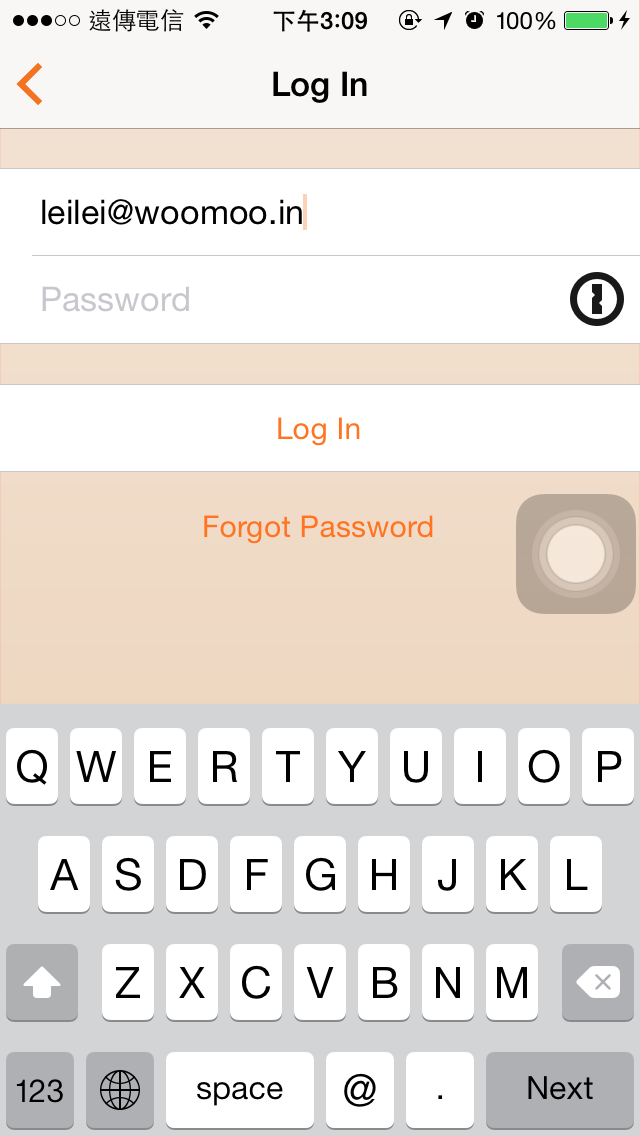 遠傳電信 下午3:09 100%
Log In
leilei@woomoo.in
Password
Log In
Forgot Password
Q W E R T Y U I O P
A S D F G H J K L
Z X C V B N M
123 space @ . Next